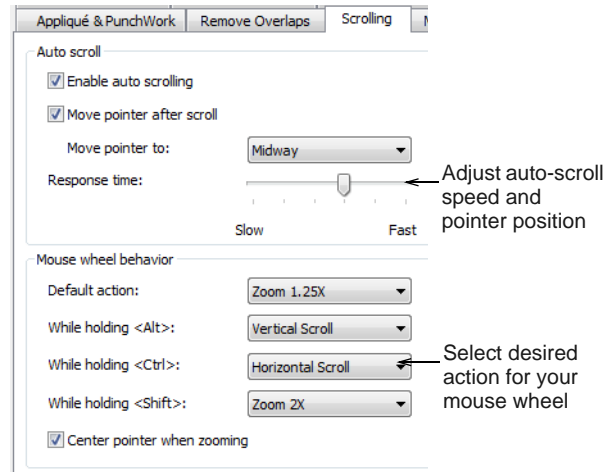 Appliqué & PunchWork Remove Overlaps Scrolling
Auto scroll
Enable auto scrolling
Move pointer after scroll
Move pointer to: Midway
Response time:
Slow Fast
Adjust auto-scroll
speed and
pointer position
Mouse wheel behavior
Default action: Zoom 1.25X
While holding <Alt>: Vertical Scroll
While holding <Ctrl>: Horizontal Scroll
While holding <Shift>: Zoom 2X
Center pointer when zooming
Select desired
action for your
mouse wheel